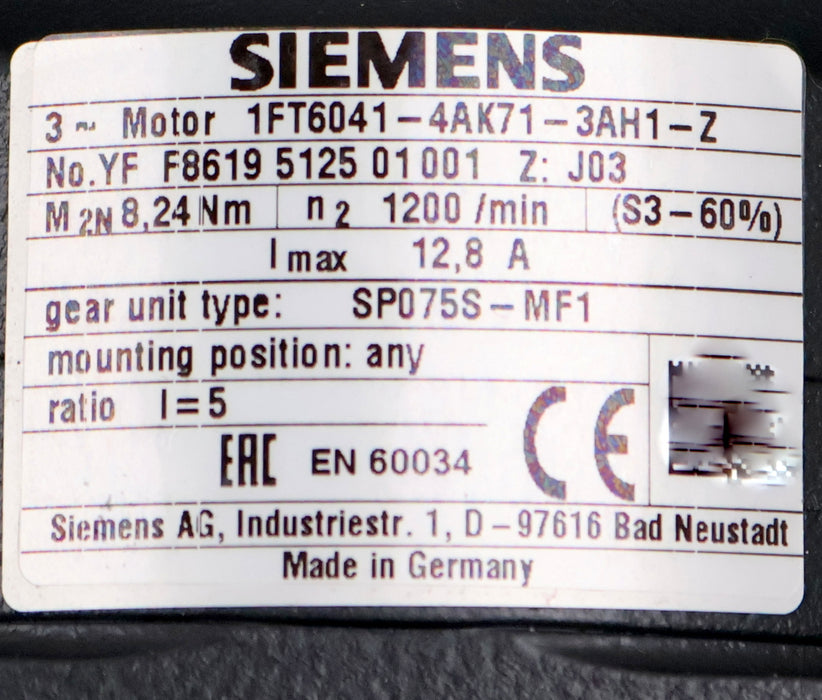 SIEMENS
3 ~ Motor 1FT6041-4AK71-3AH1-Z
No.YF F8619 5125 01 001 Z: J03
M 2N 8,24 Nm n 2 1200 /min (S3-60%)
I max 12,8 A
gear unit type: SP075S-MF1
mounting position: any
ratio I=5
EAC EN 60034 CE
Siemens AG, Industriestr. 1, D-97616 Bad Neustadt
Made in Germany